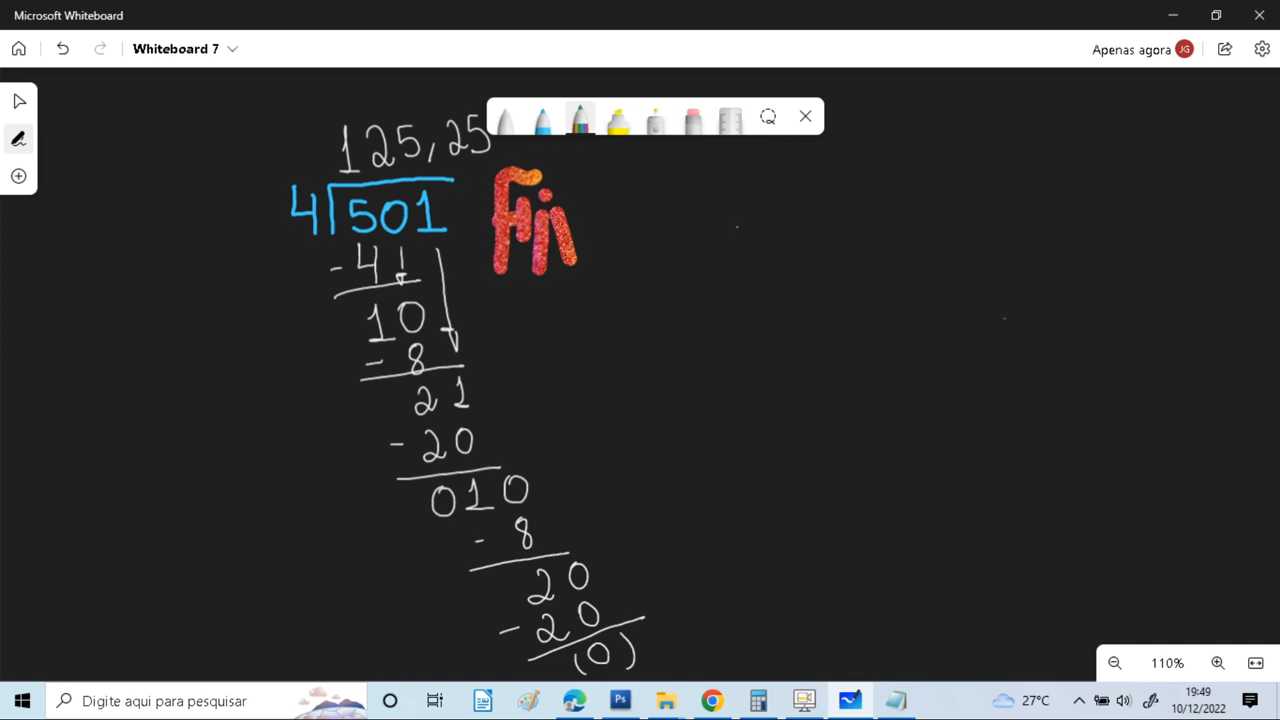 Microsoft Whiteboard
Whiteboard 7
Apenas agora JG
125,25
4 501
- 4
10
- 8
21
- 20
010
- 8
20
- 20
(0)
110%
Digite aqui para pesquisar
Ps
27°C
19:49
10/12/2022